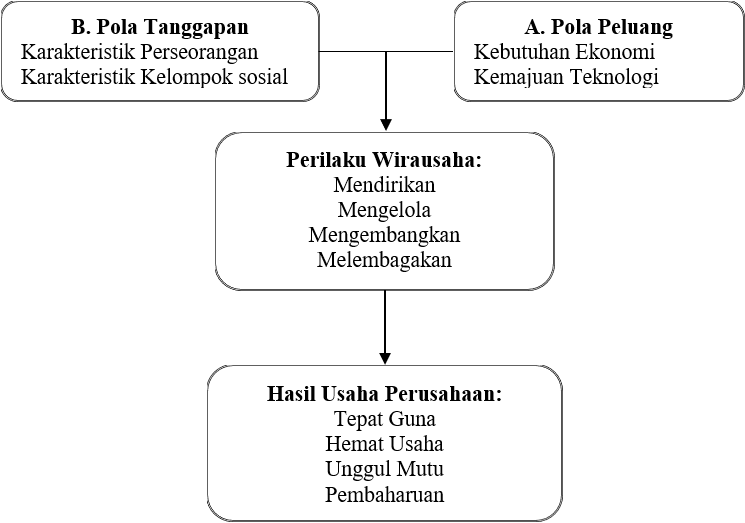 B. Pola Tanggapan
Karakteristik Perseorangan
Karakteristik Kelompok sosial
A. Pola Peluang
Kebutuhan Ekonomi
Kemajuan Teknologi
Perilaku Wirausaha:
Mendirikan
Mengelola
Mengembangkan
Melembagakan
Hasil Usaha Perusahaan:
Tepat Guna
Hemat Usaha
Unggul Mutu
Pembaharuan